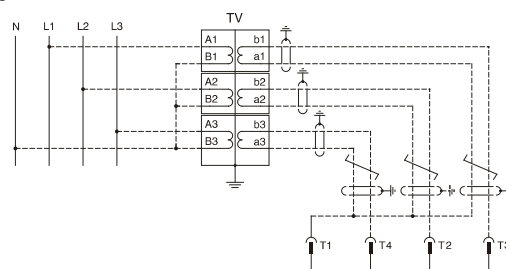 TV
N L1 L2 L3
A1 b1
B1 a1
A2 b2
B2 a2
A3 b3
B3 a3
T1 T4 T2 T3